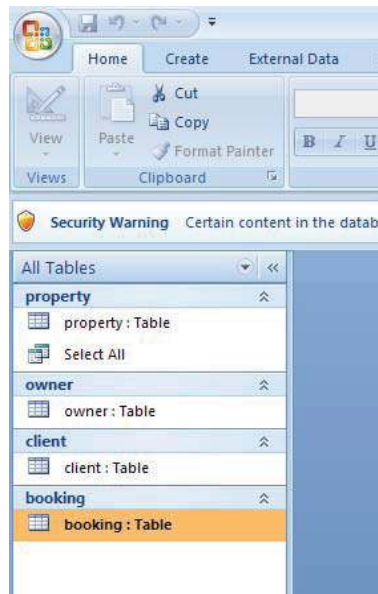 Home Create External Data
Cut
Copy
Format Painter
View
Paste
B I U
Views Clipboard
Security Warning Certain content in the datab
All Tables
property
property : Table
Select All
owner
owner : Table
client
client : Table
booking
booking : Table